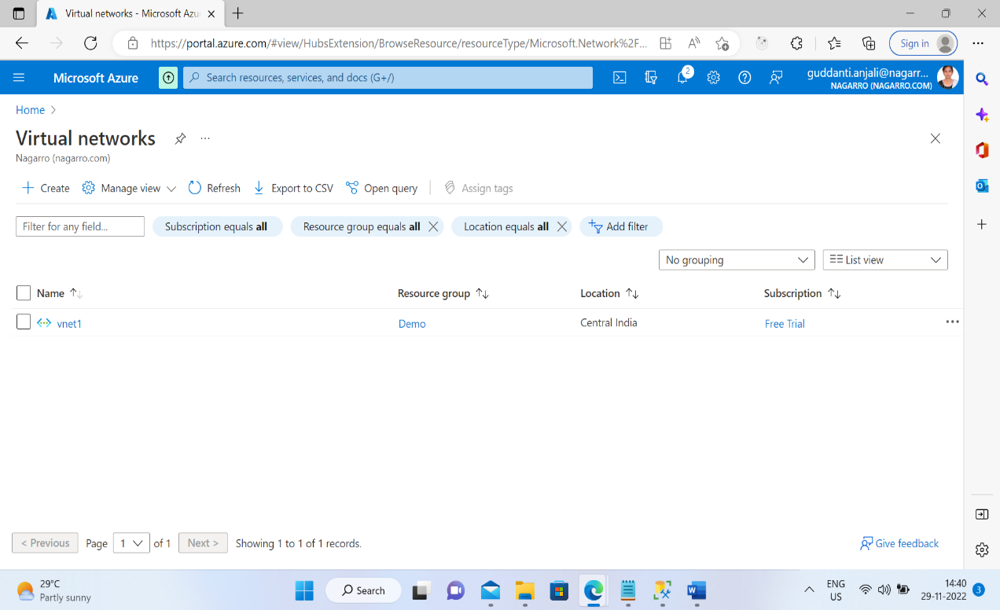 Virtual networks - Microsoft Azu
https://portal.azure.com/#view/HubsExtension/BrowseResource/resourceType/Microsoft.Network%2F...
Sign in
Microsoft Azure
Search resources, services, and docs (G+/)
2
guddanti.anjali@nagarr...
NAGARRO (NAGARRO.COM)
Home >
Virtual networks
...
Nagarro (nagarro.com)
Create
Manage view
Refresh
Export to CSV
Open query
Assign tags
Filter for any field...
Subscription equals all
Resource group equals all
Location equals all
Add filter
No grouping
List view
Name
Resource group
Location
Subscription
vnet1
Demo
Central India
Free Trial
...
< Previous
Page
1
of 1
Next >
Showing 1 to 1 of 1 records.
Give feedback
29°C
Partly sunny
Search
ENG
US
14:40
29-11-2022
3